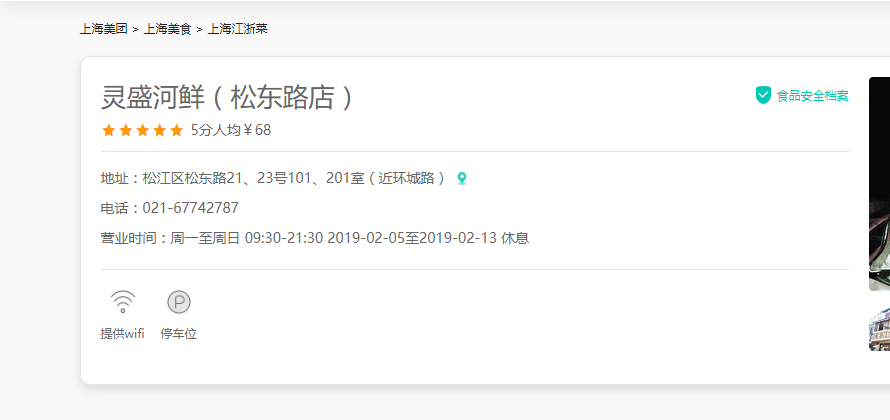 上海美团 > 上海美食 > 上海江浙菜
灵盛河鲜（松东路店）
食品安全档案
5分人均￥68
地址：松江区松东路21、23号101、201室（近环城路）
电话：021-67742787
营业时间：周一至周日 09:30-21:30 2019-02-05至2019-02-13 休息
P
提供wifi 停车位